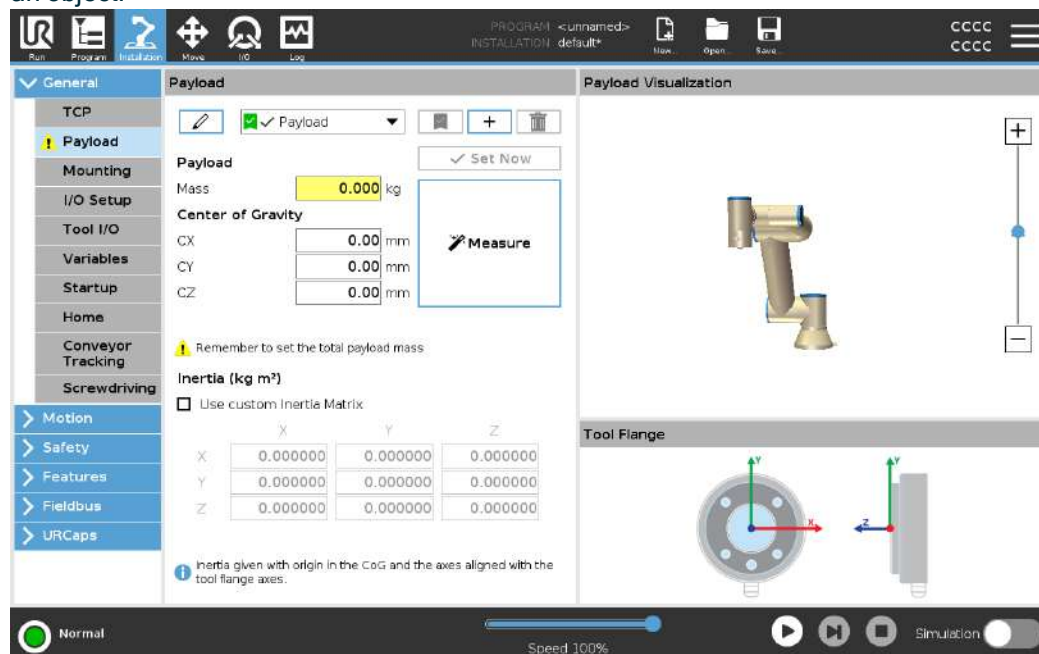 an object.
UR
PROGRAM <unnamed>
INSTALLATION default*
CCCC
CCCC
Run Program Installation Move I/O Log New... Open... Save...
General
Payload
Payload Visualization
TCP
Payload
Mounting
I/O Setup
Tool I/O
Variables
Startup
Home
Conveyor
Tracking
Screwdriving
Motion
Safety
Features
Fieldbus
URCaps
Payload
+
Set Now
Payload
Mass 0.000 kg
Center of Gravity
CX 0.00 mm
CY 0.00 mm
CZ 0.00 mm
Measure
! Remember to set the total payload mass
Inertia (kg m²)
Use custom Inertia Matrix
X Y Z
X 0.000000 0.000000 0.000000
Y 0.000000 0.000000 0.000000
Z 0.000000 0.000000 0.000000
Inertia given with origin in the CoG and the axes aligned with the
tool flange axes.
+
−
Tool Flange
Y Y
X Z
Normal
Speed 100%
Simulation